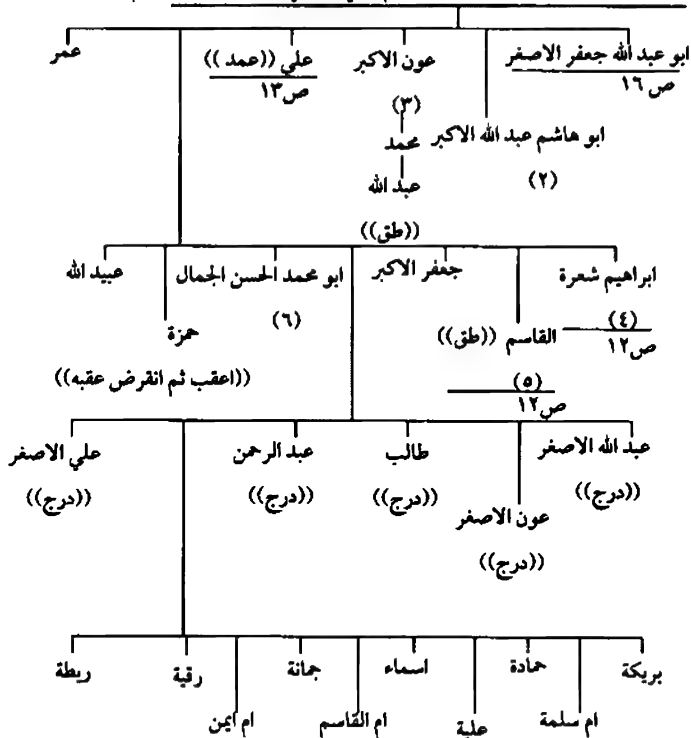 ابو عبد الله جعفر الاصغر
ص١٦
ابو هاشم عبد الله الاكبر
(٢)
عون الاكبر
(٣)
محمد
عبد الله
((طق))
علي ((عمد))
ص١٣
عمر
ابراهيم شعرة
(٤)
ص١٢
القاسم ((طق))
(٥)
ص١٢
جعفر الاكبر
ابو محمد الحسن الجمال
(٦)
حمزة
((اعقب ثم انقرض عقبه))
عبيد الله
عبد الله الاصغر
((درج))
عون الاصغر
((درج))
طالب
((درج))
عبد الرحمن
((درج))
علي الاصغر
((درج))
بريكة
ام سلمة
حمادة
علية
اسماء
ام القاسم
جمانة
ام ايمن
رقية
ريطة